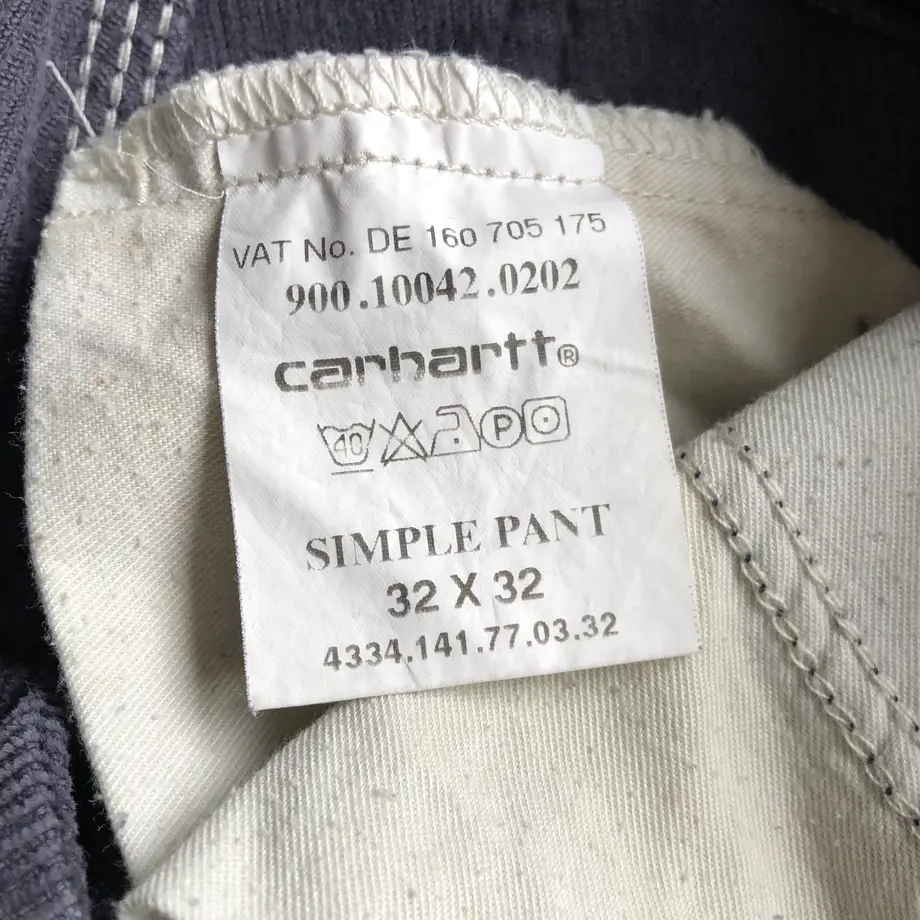 VAT No. DE 160 705 175
900.10042.0202
carhartt®
40 P
SIMPLE PANT
32 X 32
4334.141.77.03.32